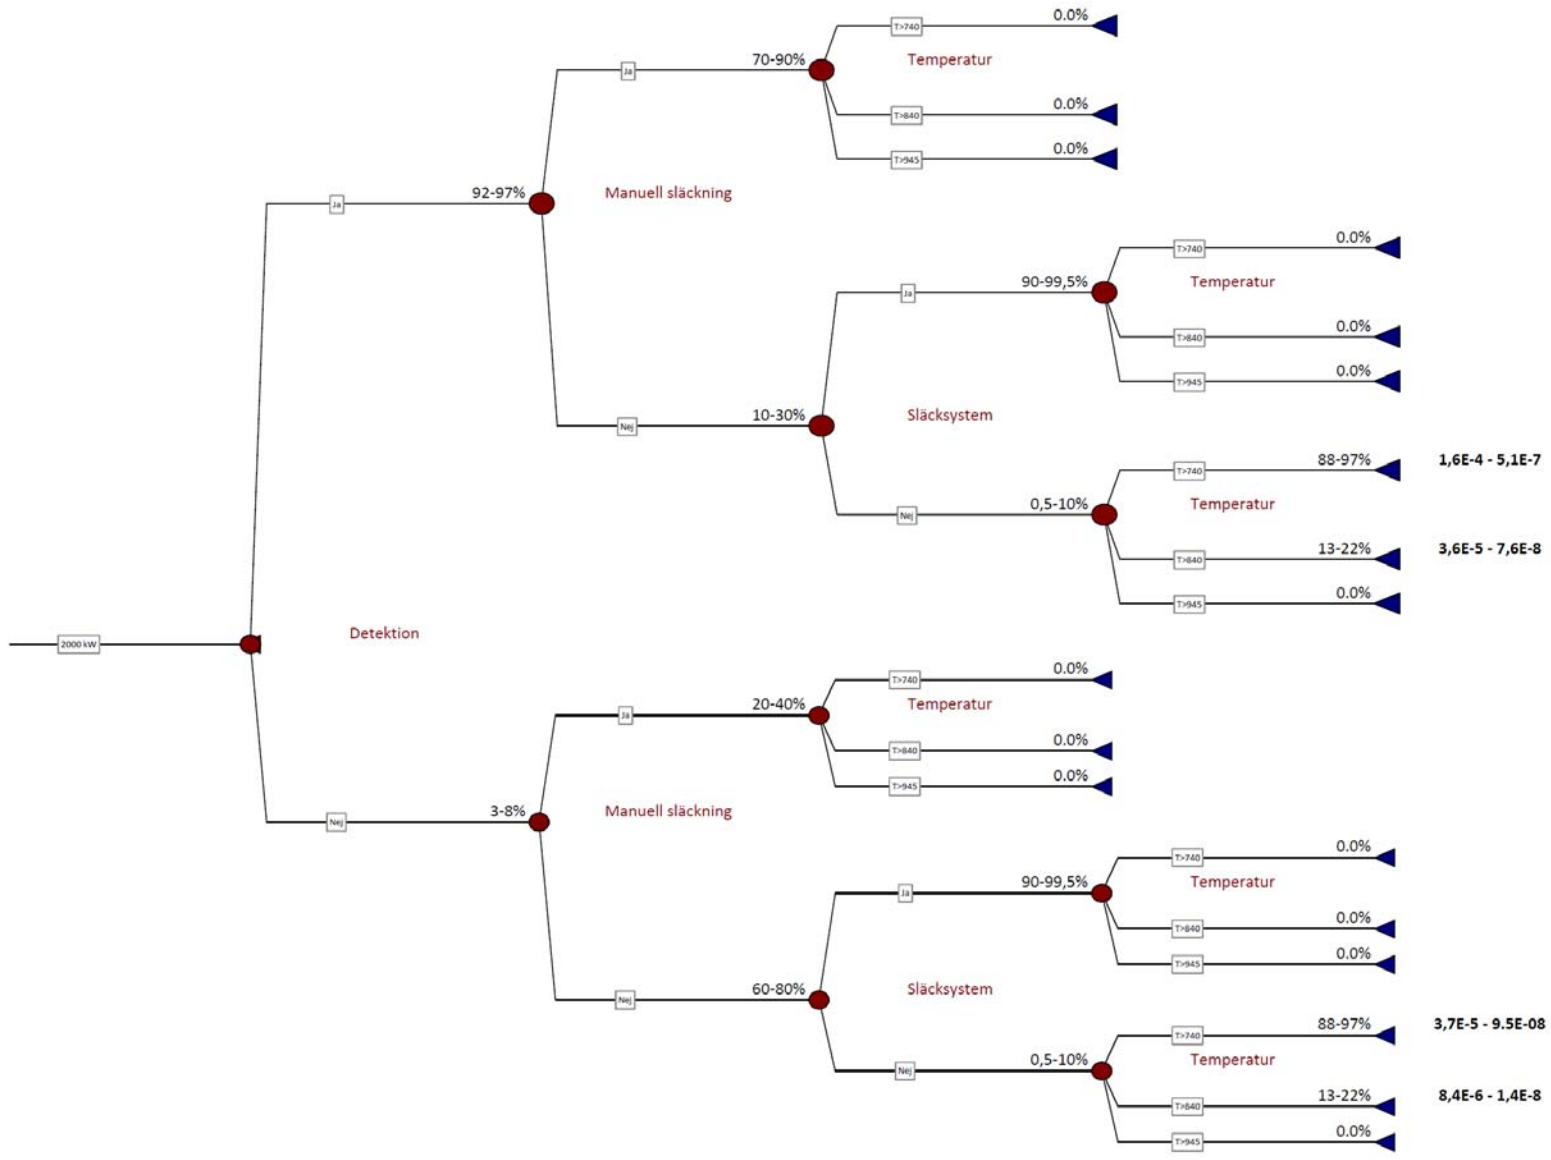 0.0%
T>740
70-90%
Temperatur
Ja
0.0%
T>840
0.0%
T>945
92-97%
Manuell släckning
Ja
0.0%
T>740
90-99,5%
Temperatur
Ja
0.0%
T>840
0.0%
T>945
10-30%
Släcksystem
Nej
88-97%
1,6E-4 - 5,1E-7
T>740
0,5-10%
Temperatur
Nej
13-22%
3,6E-5 - 7,6E-8
T>840
0.0%
T>945
Detektion
2000 kW
0.0%
T>740
20-40%
Temperatur
Ja
0.0%
T>840
0.0%
T>945
3-8%
Manuell släckning
Nej
0.0%
T>740
90-99,5%
Temperatur
Ja
0.0%
T>840
0.0%
T>945
60-80%
Släcksystem
Nej
88-97%
3,7E-5 - 9.5E-08
T>740
0,5-10%
Temperatur
Nej
13-22%
8,4E-6 - 1,4E-8
T>840
0.0%
T>945